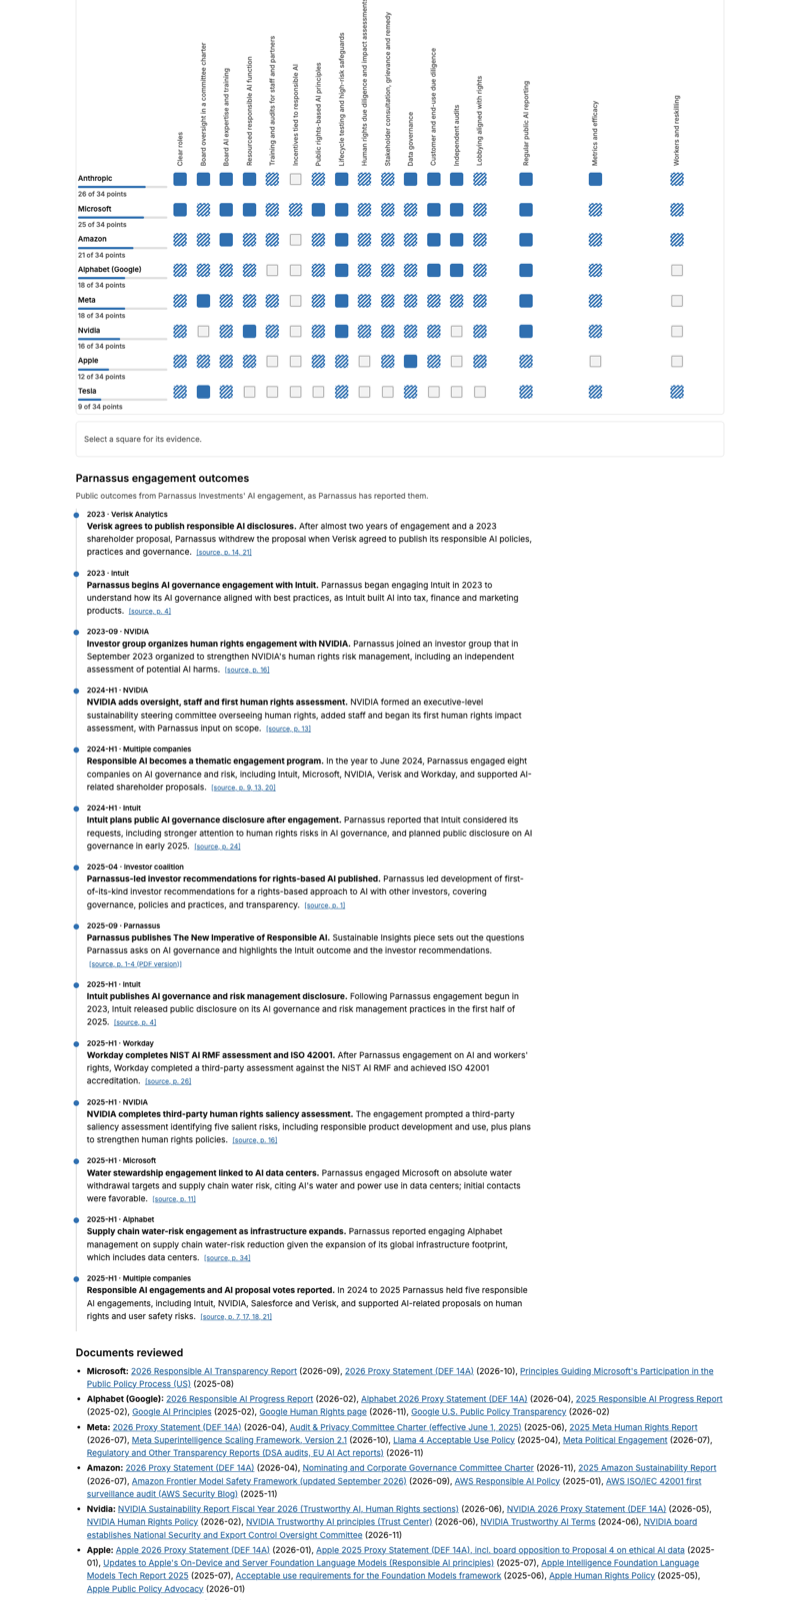 Clear roles
Board oversight in a committee charter
Board AI expertise and training
Resourced responsible AI function
Training and audits for staff and partners
Incentives tied to responsible AI
Public rights-based AI principles
Lifecycle testing and high-risk safeguards
Human rights due diligence and impact assessments
Stakeholder consultation, grievance and remedy
Data governance
Customer and end-use due diligence
Independent audits
Lobbying aligned with rights
Regular public AI reporting
Metrics and efficacy
Workers and reskilling
Anthropic
26 of 34 points
Microsoft
25 of 34 points
Amazon
21 of 34 points
Alphabet (Google)
18 of 34 points
Meta
18 of 34 points
Nvidia
16 of 34 points
Apple
12 of 34 points
Tesla
9 of 34 points
Select a square for its evidence.
Parnassus engagement outcomes
Public outcomes from Parnassus Investments' AI engagement, as Parnassus has reported them.
2023 · Verisk Analytics
Verisk agrees to publish responsible AI disclosures. After almost two years of engagement and a 2023
shareholder proposal, Parnassus withdrew the proposal when Verisk agreed to publish its responsible AI policies,
practices and governance. [source, p. 14, 21]
2023 · Intuit
Parnassus begins AI governance engagement with Intuit. Parnassus began engaging Intuit in 2023 to
understand how its AI governance aligned with best practices, as Intuit built AI into tax, finance and marketing
products. [source, p. 4]
2023-09 · NVIDIA
Investor group organizes human rights engagement with NVIDIA. Parnassus joined an investor group that in
September 2023 organized to strengthen NVIDIA's human rights risk management, including an independent
assessment of potential AI harms. [source, p. 16]
2024-H1 · NVIDIA
NVIDIA adds oversight, staff and first human rights assessment. NVIDIA formed an executive-level
sustainability steering committee overseeing human rights, added staff and began its first human rights impact
assessment, with Parnassus input on scope. [source, p. 13]
2024-H1 · Multiple companies
Responsible AI becomes a thematic engagement program. In the year to June 2024, Parnassus engaged eight
companies on AI governance and risk, including Intuit, Microsoft, NVIDIA, Verisk and Workday, and supported AI-
related shareholder proposals. [source, p. 9, 13, 20]
2024-H1 · Intuit
Intuit plans public AI governance disclosure after engagement. Parnassus reported that Intuit considered its
requests, including stronger attention to human rights risks in AI governance, and planned public disclosure on AI
governance in early 2025. [source, p. 24]
2025-04 · Investor coalition
Parnassus-led investor recommendations for rights-based AI published. Parnassus led development of first-
of-its-kind investor recommendations for a rights-based approach to AI with other investors, covering
governance, policies and practices, and transparency. [source, p. 1]
2025-09 · Parnassus
Parnassus publishes The New Imperative of Responsible AI. Sustainable Insights piece sets out the questions
Parnassus asks on AI governance and highlights the Intuit outcome and the investor recommendations.
[source, p. 1-4 (PDF version)]
2025-H1 · Intuit
Intuit publishes AI governance and risk management disclosure. Following Parnassus engagement begun in
2023, Intuit released public disclosure on its AI governance and risk management practices in the first half of
2025. [source, p. 4]
2025-H1 · Workday
Workday completes NIST AI RMF assessment and ISO 42001. After Parnassus engagement on AI and workers'
rights, Workday completed a third-party assessment against the NIST AI RMF and achieved ISO 42001
accreditation. [source, p. 26]
2025-H1 · NVIDIA
NVIDIA completes third-party human rights saliency assessment. The engagement prompted a third-party
saliency assessment identifying five salient risks, including responsible product development and use, plus plans
to strengthen human rights policies. [source, p. 16]
2025-H1 · Microsoft
Water stewardship engagement linked to AI data centers. Parnassus engaged Microsoft on absolute water
withdrawal targets and supply chain water risk, citing AI's water and power use in data centers; initial contacts
were favorable. [source, p. 11]
2025-H1 · Alphabet
Supply chain water-risk engagement as infrastructure expands. Parnassus reported engaging Alphabet
management on supply chain water-risk reduction given the expansion of its global infrastructure footprint,
which includes data centers. [source, p. 34]
2025-H1 · Multiple companies
Responsible AI engagements and AI proposal votes reported. In 2024 to 2025 Parnassus held five responsible
AI engagements, including Intuit, NVIDIA, Salesforce and Verisk, and supported AI-related proposals on human
rights and user safety risks. [source, p. 7, 17, 18, 21]
Documents reviewed
• Microsoft: 2026 Responsible AI Transparency Report (2026-09), 2026 Proxy Statement (DEF 14A) (2026-10), Principles Guiding Microsoft's Participation in the
Public Policy Process (US) (2025-08)
• Alphabet (Google): 2026 Responsible AI Progress Report (2026-02), Alphabet 2026 Proxy Statement (DEF 14A) (2026-04), 2025 Responsible AI Progress Report
(2025-02), Google AI Principles (2025-02), Google Human Rights page (2026-11), Google U.S. Public Policy Transparency (2026-02)
• Meta: 2026 Proxy Statement (DEF 14A) (2026-04), Audit & Privacy Committee Charter (effective June 1, 2025) (2025-06), 2025 Meta Human Rights Report
(2026-07), Meta Superintelligence Scaling Framework, Version 2.1 (2026-10), Llama 4 Acceptable Use Policy (2025-04), Meta Political Engagement (2026-07),
Regulatory and Other Transparency Reports (DSA audits, EU AI Act reports) (2026-11)
• Amazon: 2026 Proxy Statement (DEF 14A) (2026-04), Nominating and Corporate Governance Committee Charter (2026-11), 2025 Amazon Sustainability Report
(2026-07), Amazon Frontier Model Safety Framework (updated September 2026) (2026-09), AWS Responsible AI Policy (2025-01), AWS ISO/IEC 42001 first
surveillance audit (AWS Security Blog) (2025-11)
• Nvidia: NVIDIA Sustainability Report Fiscal Year 2026 (Trustworthy AI, Human Rights sections) (2026-06), NVIDIA 2026 Proxy Statement (DEF 14A) (2026-05),
NVIDIA Human Rights Policy (2026-02), NVIDIA Trustworthy AI principles (Trust Center) (2026-06), NVIDIA Trustworthy AI Terms (2024-06), NVIDIA board
establishes National Security and Export Control Oversight Committee (2026-11)
• Apple: Apple 2026 Proxy Statement (DEF 14A) (2026-01), Apple 2025 Proxy Statement (DEF 14A), incl. board opposition to Proposal 4 on ethical AI data (2025-
01), Updates to Apple's On-Device and Server Foundation Language Models (Responsible AI principles) (2025-07), Apple Intelligence Foundation Language
Models Tech Report 2025 (2025-07), Acceptable use requirements for the Foundation Models framework (2025-06), Apple Human Rights Policy (2025-05),
Apple Public Policy Advocacy (2026-01)